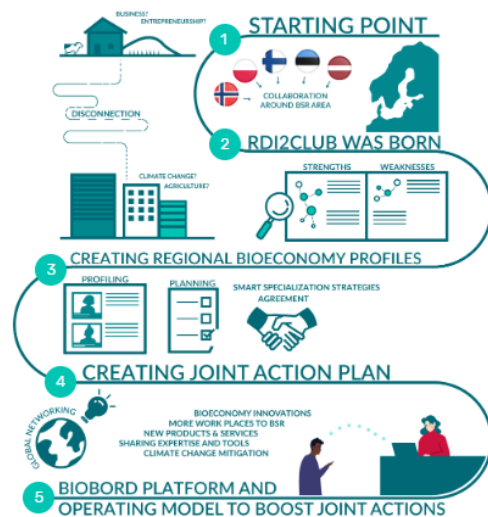 BUSINESS?
ENTREPRENEURSHIP?
1
STARTING POINT
COLLABORATION
AROUND BSR AREA
DISCONNECTION
2
RDI2CLUB WAS BORN
STRENGTHS
WEAKNESSES
CLIMATE CHANGE?
AGRICULTURE?
3
CREATING REGIONAL BIOECONOMY PROFILES
PROFILING
PLANNING
SMART SPECIALIZATION STRATEGIES
AGREEMENT
4
CREATING JOINT ACTION PLAN
GLOBAL NETWORKING
BIOECONOMY INNOVATIONS
MORE WORK PLACES TO BSR
NEW PRODUCTS & SERVICES
SHARING EXPERTISE AND TOOLS
CLIMATE CHANGE MITIGATION
5
BIOBORD PLATFORM AND
OPERATING MODEL TO BOOST JOINT ACTIONS